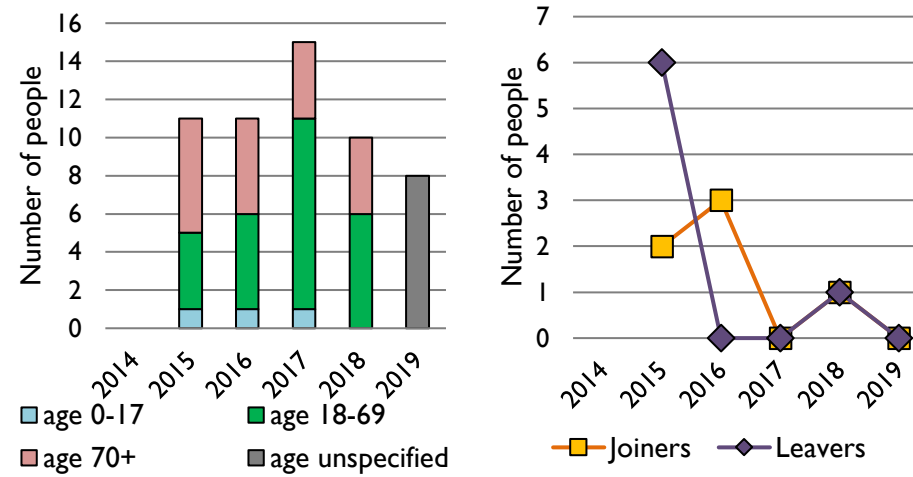 Number of people
16
14
12
10
8
6
4
2
0
2014 2015 2016 2017 2018 2019
age 0-17 age 18-69
age 70+ age unspecified
Number of people
7
6
5
4
3
2
1
0
2014 2015 2016 2017 2018 2019
Joiners Leavers